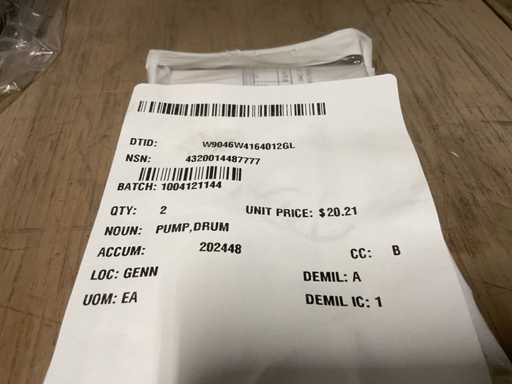 DTID: W9046W4164012GL
NSN: 4320014487777
BATCH: 1004121144
QTY: 2 UNIT PRICE: $20.21
NOUN: PUMP,DRUM
ACCUM: 202448 CC: B
LOC: GENN DEMIL: A
UOM: EA DEMIL IC: 1